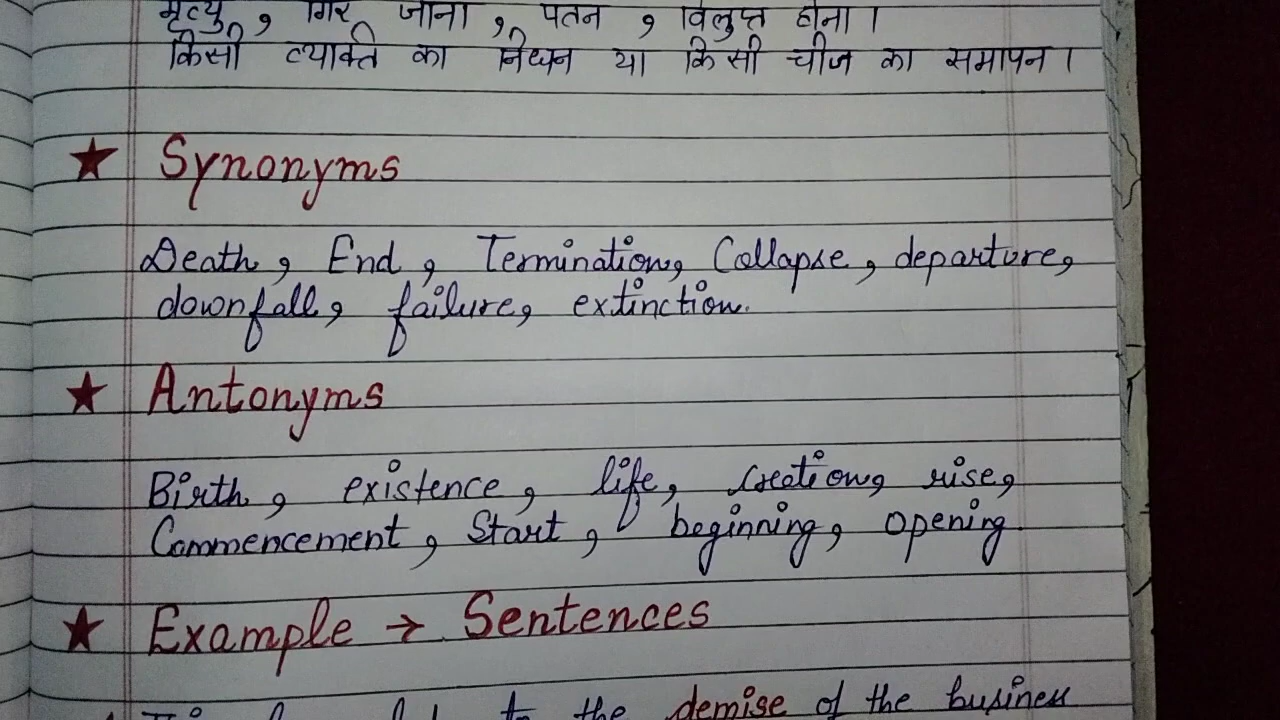 मृत्यु, गिर जाना, पतन, विलुप्त होना।
किसी व्यक्ति का निधन या किसी चीज का समापन।
★ Synonyms
Death, End, Termination, Collapse, departure,
downfall, failure, extinction.
★ Antonyms
Birth, existence, life, creation, rise,
Commencement, Start, beginning, opening
★ Example → Sentences
to the demise of the business